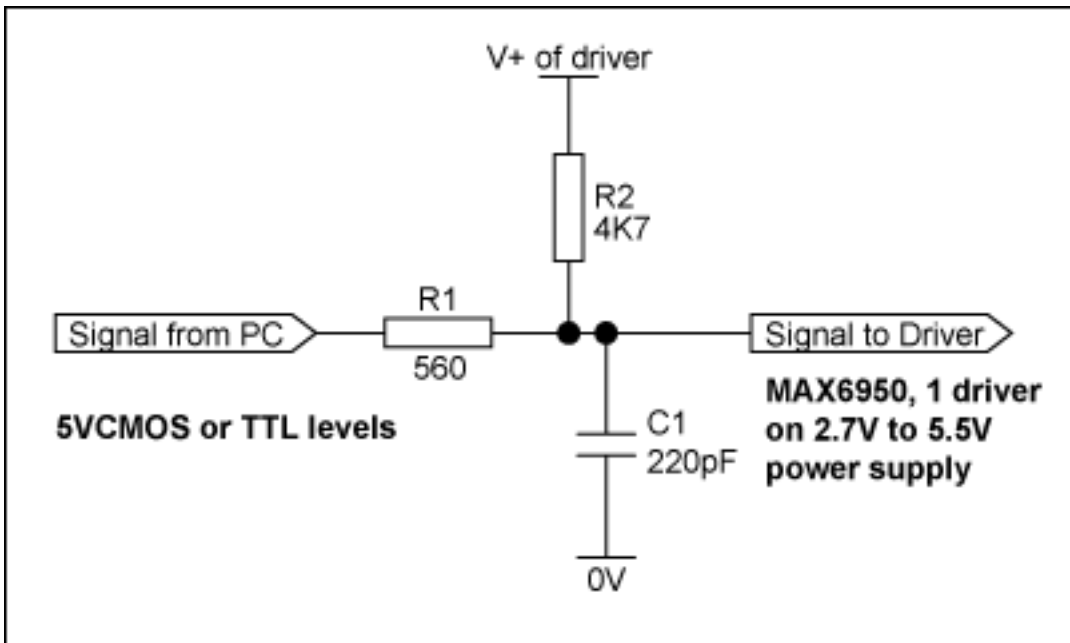 V+ of driver
R2
4K7
R1
Signal from PC
560
Signal to Driver
5VCMOS or TTL levels
C1
220pF
MAX6950, 1 driver
on 2.7V to 5.5V
power supply
0V